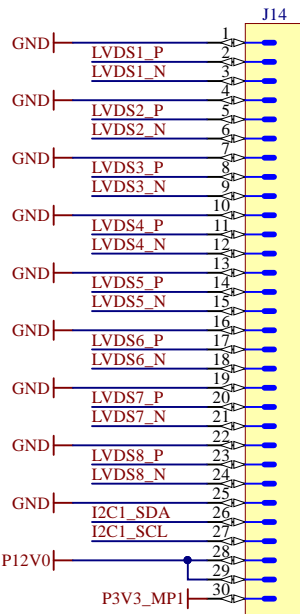 J14
GND 1
LVDS1_P 2
LVDS1_N 3
GND 4
LVDS2_P 5
LVDS2_N 6
GND 7
LVDS3_P 8
LVDS3_N 9
GND 10
LVDS4_P 11
LVDS4_N 12
GND 13
LVDS5_P 14
LVDS5_N 15
GND 16
LVDS6_P 17
LVDS6_N 18
GND 19
LVDS7_P 20
LVDS7_N 21
GND 22
LVDS8_P 23
LVDS8_N 24
GND 25
I2C1_SDA 26
I2C1_SCL 27
P12V0 28
29
P3V3_MP1 30